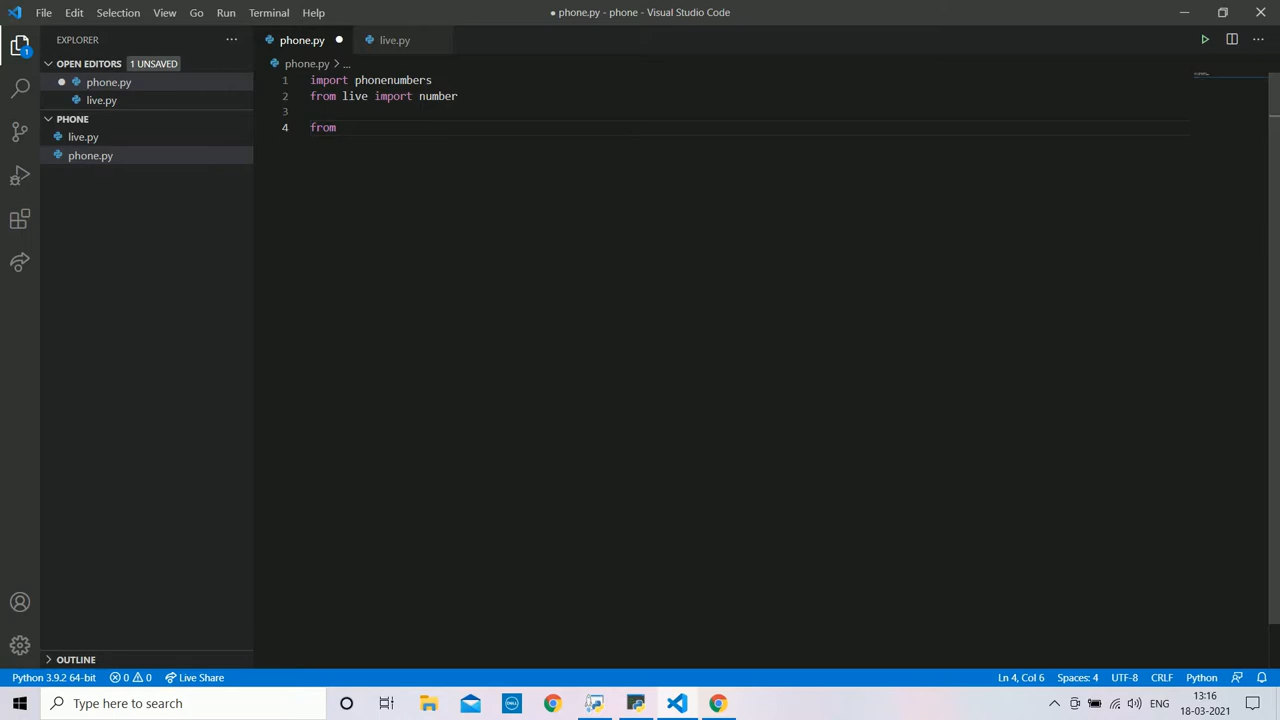 File Edit Selection View Go Run Terminal Help
● phone.py - phone - Visual Studio Code
EXPLORER
phone.py
live.py
OPEN EDITORS 1 UNSAVED
phone.py > ...
phone.py
live.py
PHONE
live.py
phone.py
1 import phonenumbers
2 from live import number
3
4 from
OUTLINE
1
Python 3.9.2 64-bit 0 0 Live Share
Ln 4, Col 6 Spaces: 4 UTF-8 CRLF Python
Type here to search
DELL
ENG
13:16
18-03-2021